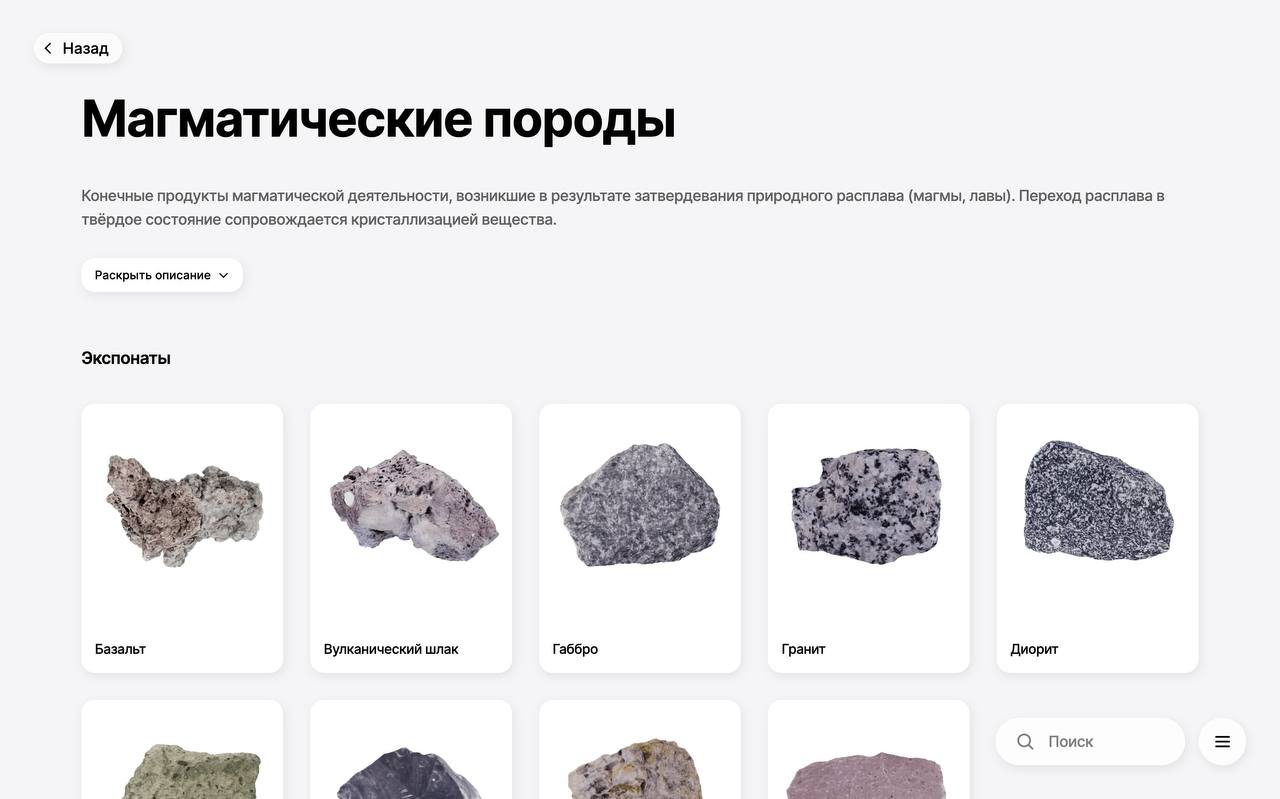 Назад
Магматические породы
Конечные продукты магматической деятельности, возникшие в результате затвердевания природного расплава (магмы, лавы). Переход расплава в
твёрдое состояние сопровождается кристаллизацией вещества.
Раскрыть описание
Экспонаты
Базальт
Вулканический шлак
Габбро
Гранит
Диорит
Поиск